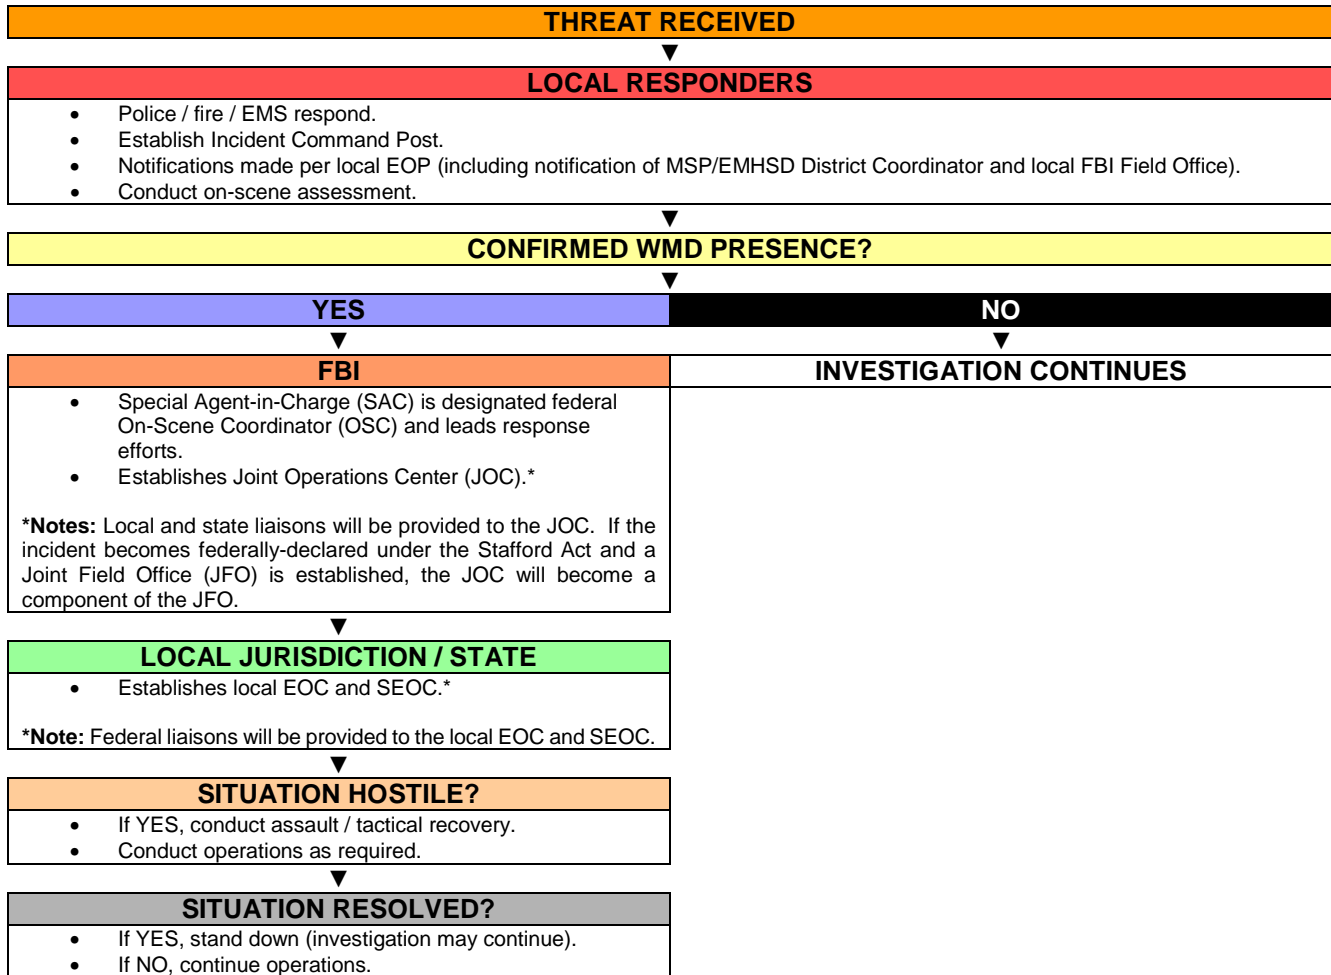 THREAT RECEIVED
▼
LOCAL RESPONDERS
• Police / fire / EMS respond.
• Establish Incident Command Post.
• Notifications made per local EOP (including notification of MSP/EMHSD District Coordinator and local FBI Field Office).
• Conduct on-scene assessment.
▼
CONFIRMED WMD PRESENCE?
▼
YES
NO
▼
▼
FBI
INVESTIGATION CONTINUES
• Special Agent-in-Charge (SAC) is designated federal
On-Scene Coordinator (OSC) and leads response
efforts.
• Establishes Joint Operations Center (JOC).*
*Notes: Local and state liaisons will be provided to the JOC. If the
incident becomes federally-declared under the Stafford Act and a
Joint Field Office (JFO) is established, the JOC will become a
component of the JFO.
▼
LOCAL JURISDICTION / STATE
• Establishes local EOC and SEOC.*
*Note: Federal liaisons will be provided to the local EOC and SEOC.
▼
SITUATION HOSTILE?
• If YES, conduct assault / tactical recovery.
• Conduct operations as required.
▼
SITUATION RESOLVED?
• If YES, stand down (investigation may continue).
• If NO, continue operations.